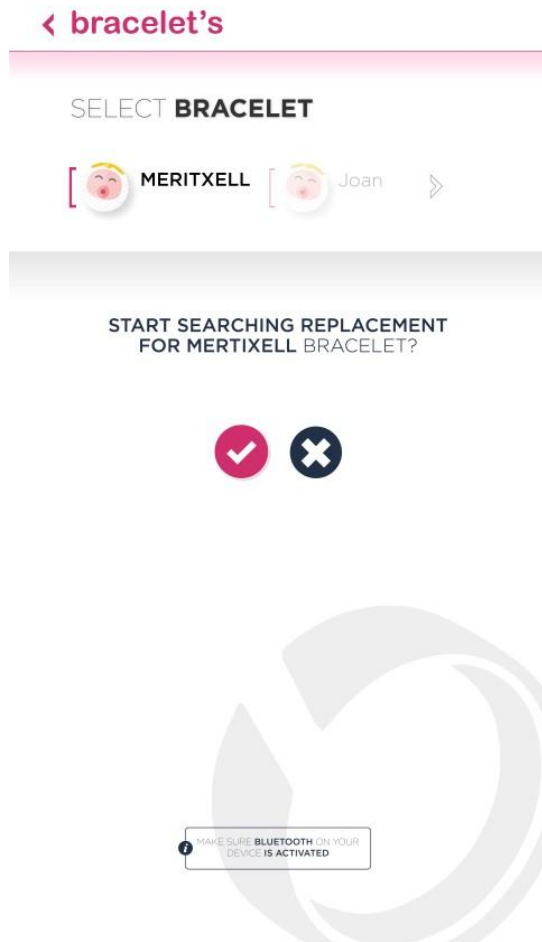 bracelet's
SELECT BRACELET
MERITXELL
Joan
START SEARCHING REPLACEMENT
FOR MERTIXELL BRACELET?
MAKE SURE BLUETOOTH ON YOUR
DEVICE IS ACTIVATED